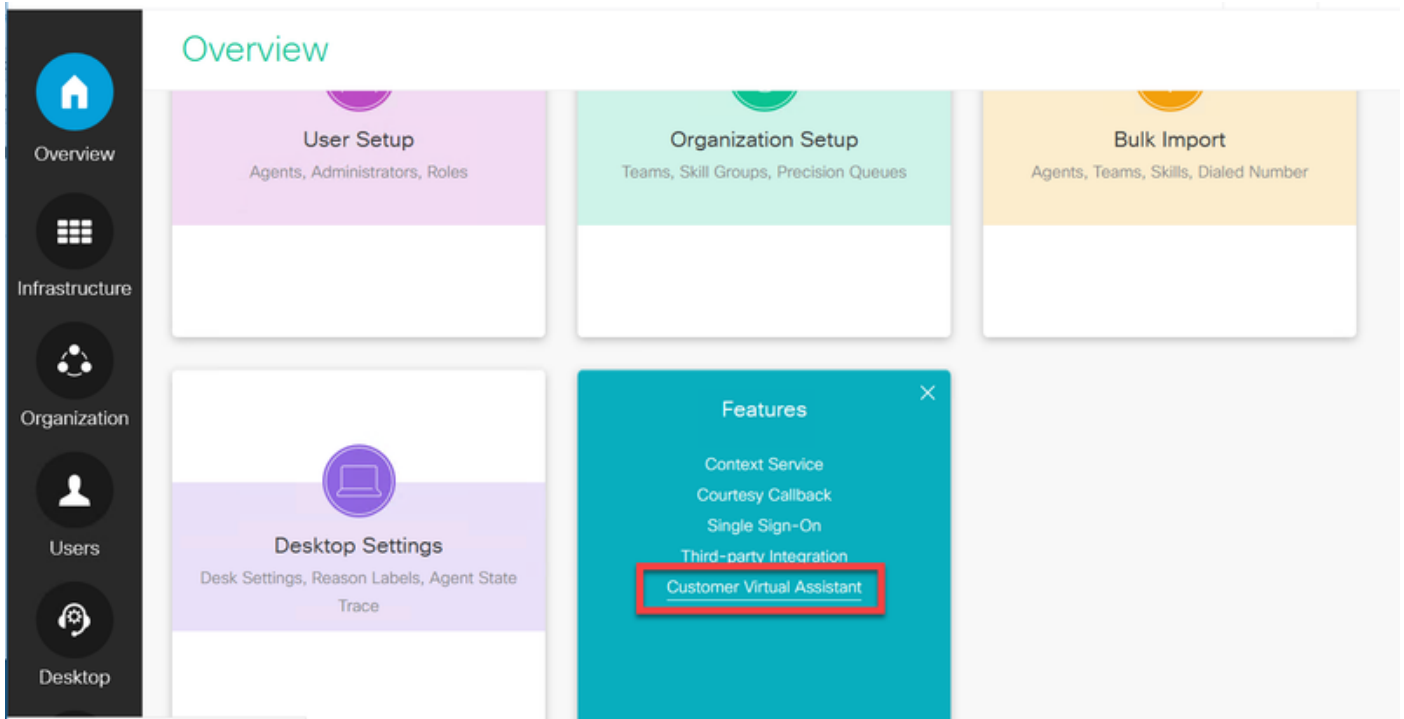 Overview
Overview
Infrastructure
Organization
Users
Desktop
User Setup
Agents, Administrators, Roles
Organization Setup
Teams, Skill Groups, Precision Queues
Bulk Import
Agents, Teams, Skills, Dialed Number
Desktop Settings
Desk Settings, Reason Labels, Agent State
Trace
Features
Context Service
Courtesy Callback
Single Sign-On
Third-party Integration
Customer Virtual Assistant